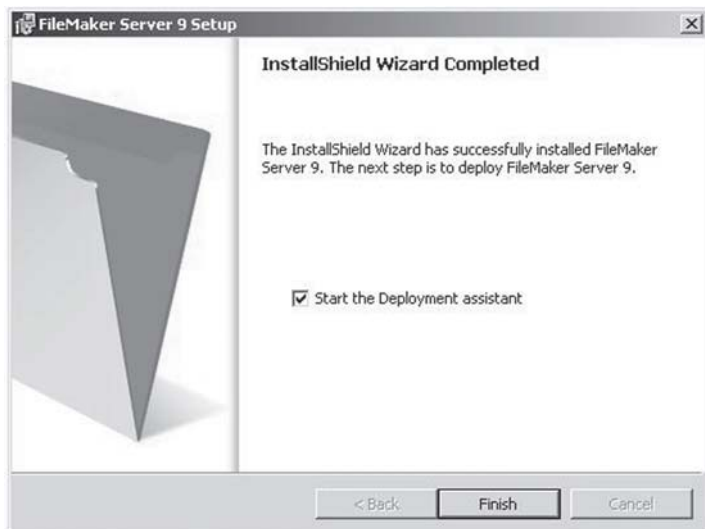 FileMaker Server 9 Setup
InstallShield Wizard Completed
The InstallShield Wizard has successfully installed FileMaker
Server 9. The next step is to deploy FileMaker Server 9.
Start the Deployment assistant
< Back
Finish
Cancel